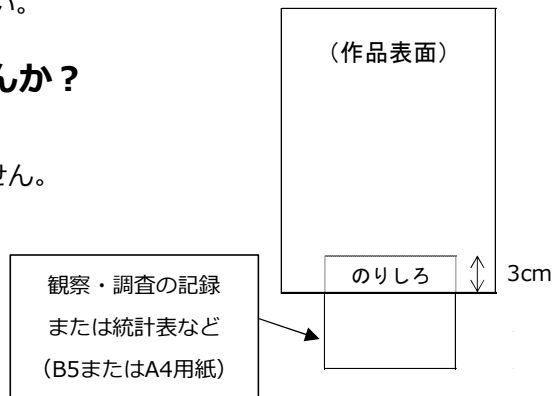 い。
（作品表面）
んか？
せん。
のりしろ
3cm
観察・調査の記録
または統計表など
（B5またはA4用紙）